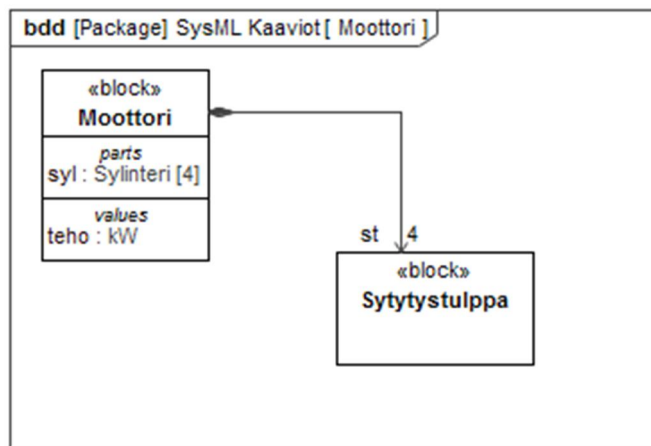 bdd [Package] SysML Kaaviot[ Moottori ]
«block»
Moottori
parts
syl : Sylinteri [4]
values
teho : kW
st 4
«block»
Sytytystulppa